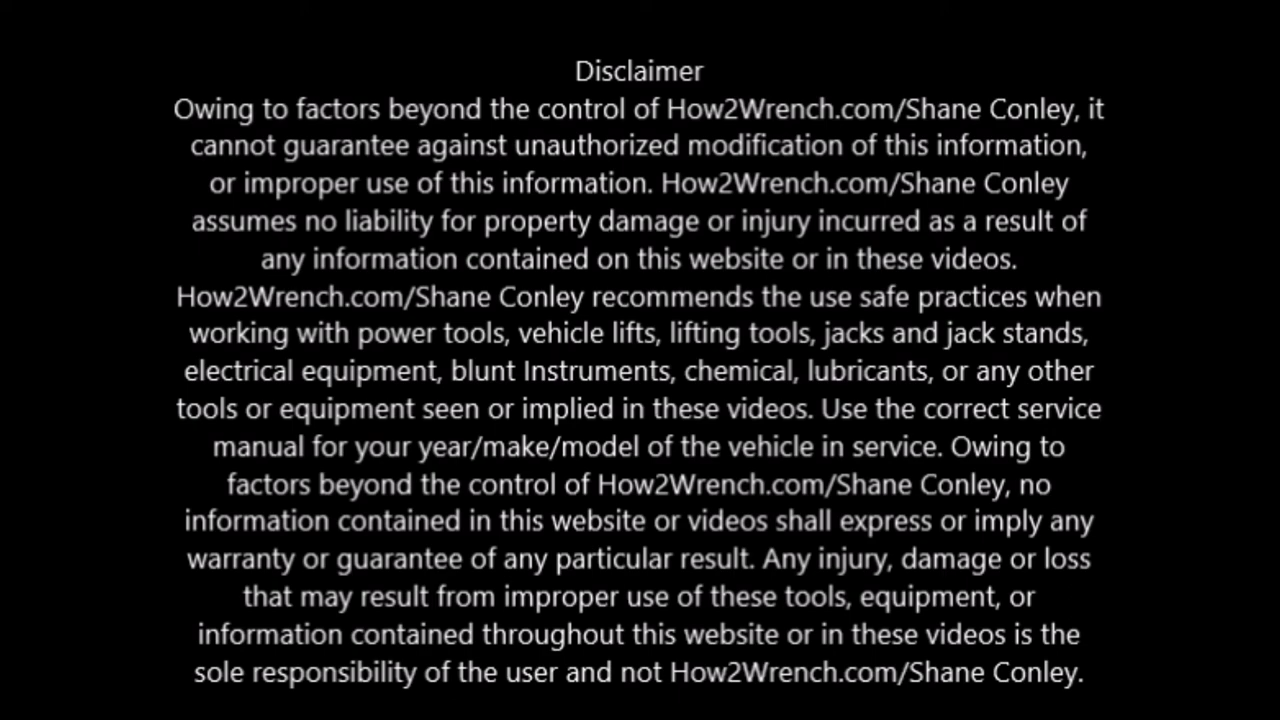 Disclaimer
Owing to factors beyond the control of How2Wrench.com/Shane Conley, it
cannot guarantee against unauthorized modification of this information,
or improper use of this information. How2Wrench.com/Shane Conley
assumes no liability for property damage or injury incurred as a result of
any information contained on this website or in these videos.
How2Wrench.com/Shane Conley recommends the use safe practices when
working with power tools, vehicle lifts, lifting tools, jacks and jack stands,
electrical equipment, blunt Instruments, chemical, lubricants, or any other
tools or equipment seen or implied in these videos. Use the correct service
manual for your year/make/model of the vehicle in service. Owing to
factors beyond the control of How2Wrench.com/Shane Conley, no
information contained in this website or videos shall express or imply any
warranty or guarantee of any particular result. Any injury, damage or loss
that may result from improper use of these tools, equipment, or
information contained throughout this website or in these videos is the
sole responsibility of the user and not How2Wrench.com/Shane Conley.